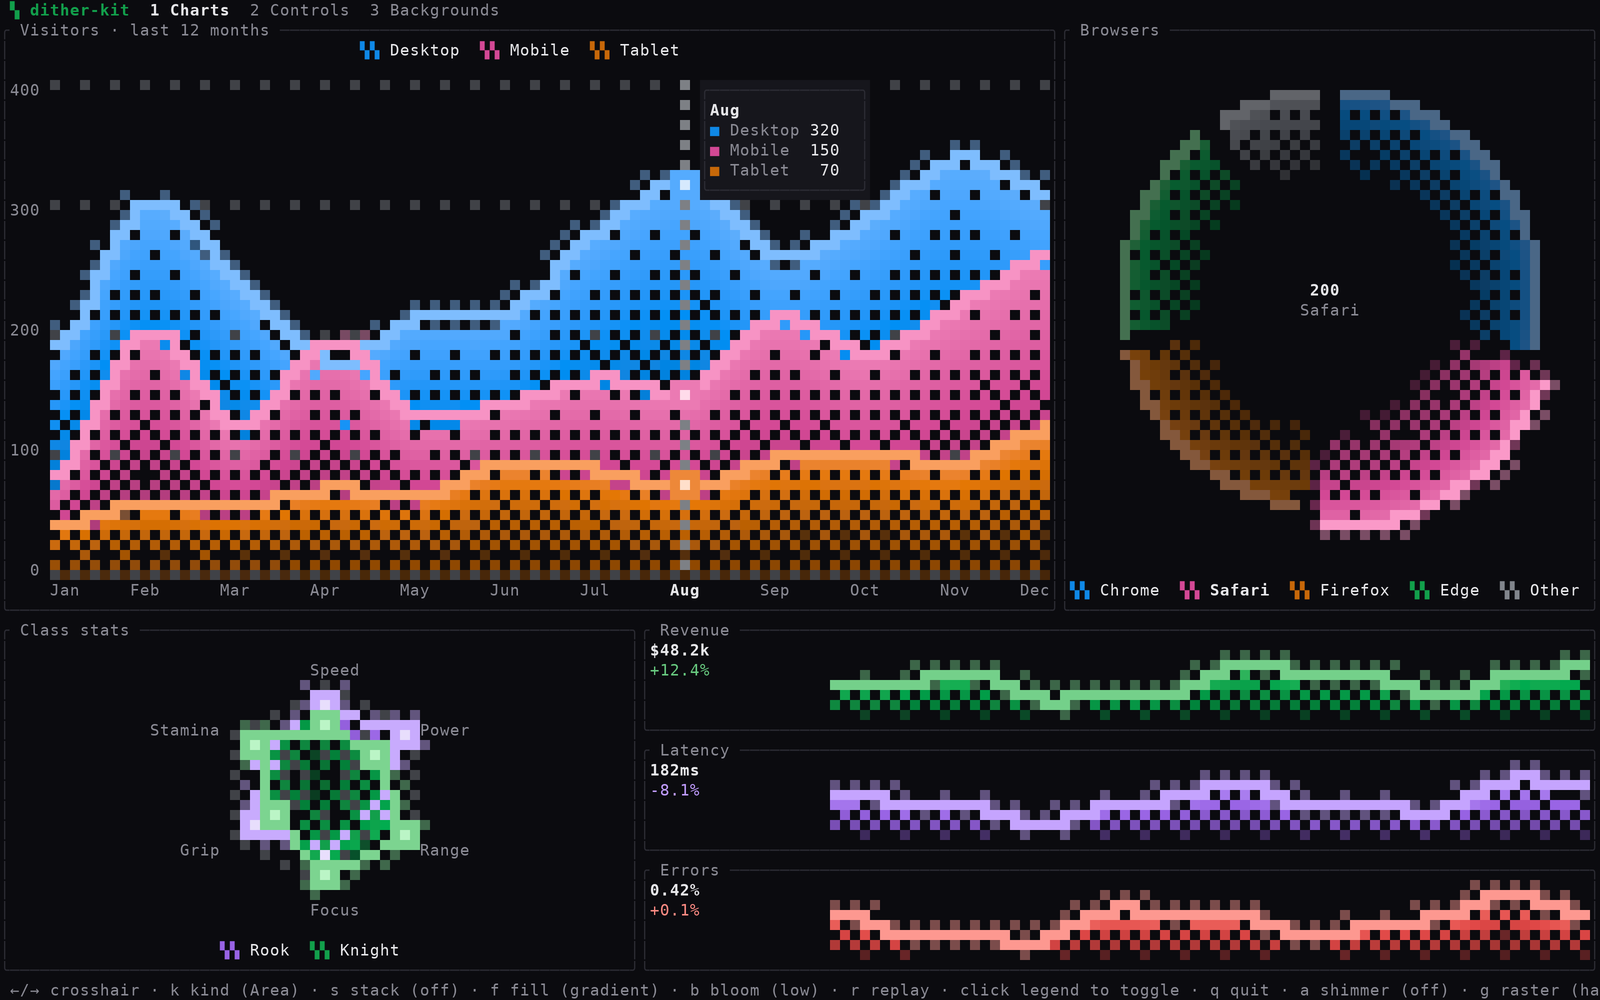 dither-kit 1 Charts 2 Controls 3 Backgrounds
Visitors · last 12 months
Desktop Mobile Tablet
400
300
200
100
0
Aug
Desktop 320
Mobile 150
Tablet 70
Jan Feb Mar Apr May Jun Jul Aug Sep Oct Nov Dec
Browsers
200
Safari
Chrome Safari Firefox Edge Other
Class stats
Speed
Stamina Power
Grip Range
Focus
Rook Knight
Revenue
$48.2k
+12.4%
Latency
182ms
-8.1%
Errors
0.42%
+0.1%
←/→ crosshair · k kind (Area) · s stack (off) · f fill (gradient) · b bloom (low) · r replay · click legend to toggle · q quit · a shimmer (off) · g raster (ha